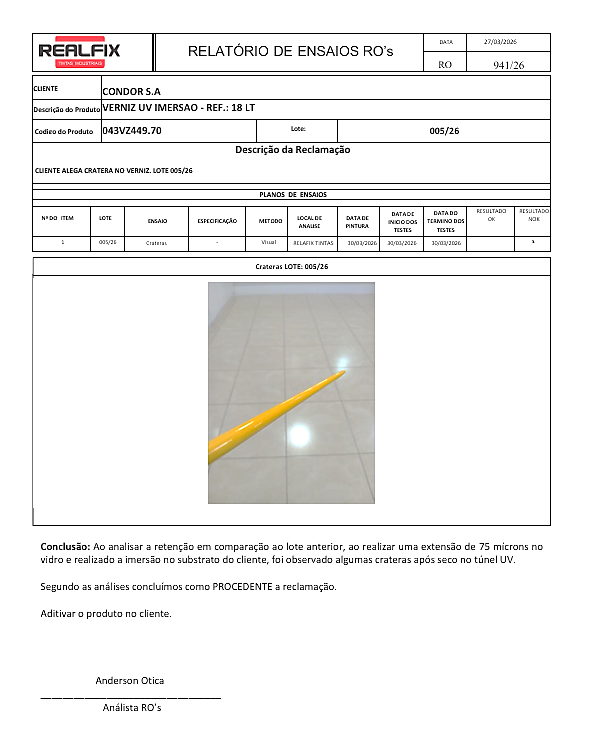 REALFIX
TINTAS INDUSTRIAIS
RELATÓRIO DE ENSAIOS RO's
DATA 27/03/2026
RO 941/26
CLIENTE CONDOR S.A
Descrição do Produto VERNIZ UV IMERSAO - REF.: 18 LT
Codigo do Produto 043VZ449.70 Lote: 005/26
Descrição da Reclamação
CLIENTE ALEGA CRATERA NO VERNIZ. LOTE 005/26
PLANOS DE ENSAIOS
Nº DO ITEM LOTE ENSAIO ESPECIFICAÇÃO METODO LOCAL DE ANALISE DATA DE PINTURA DATA DE INICIO DOS TESTES DATA DO TERMINO DOS TESTES RESULTADO OK RESULTADO NOK
1 005/26 Crateras - Visual RELAFIX TINTAS 30/03/2026 30/03/2026 30/03/2026 x
Crateras LOTE: 005/26
Conclusão: Ao analisar a retenção em comparação ao lote anterior, ao realizar uma extensão de 75 mícrons no
vidro e realizado a imersão no substrato do cliente, foi observado algumas crateras após seco no túnel UV.
Segundo as análises concluímos como PROCEDENTE a reclamação.
Aditivar o produto no cliente.
Anderson Otica
Análista RO's